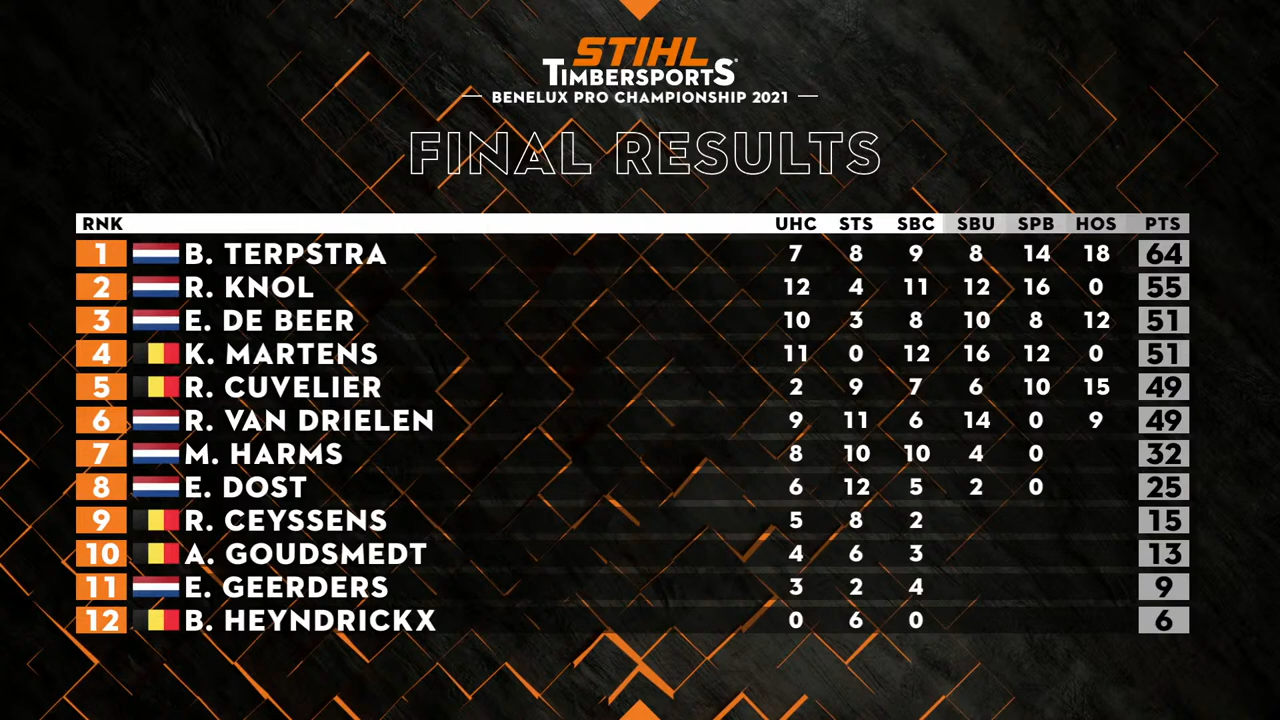 STIHL
TIMBERSPORTS
BENELUX PRO CHAMPIONSHIP 2021
FINAL RESULTS
RNK UHC STS SBC SBU SPB HOS PTS
1 B. TERPSTRA 7 8 9 8 14 18 64
2 R. KNOL 12 4 11 12 16 0 55
3 E. DE BEER 10 3 8 10 8 12 51
4 K. MARTENS 11 0 12 16 12 0 51
5 R. CUVELIER 2 9 7 6 10 15 49
6 R. VAN DRIELEN 9 11 6 14 0 9 49
7 M. HARMS 8 10 10 4 0 32
8 E. DOST 6 12 5 2 0 25
9 R. CEYSSENS 5 8 2 15
10 A. GOUDSMEDT 4 6 3 13
11 E. GEERDERS 3 2 4 9
12 B. HEYNDRICKX 0 6 0 6